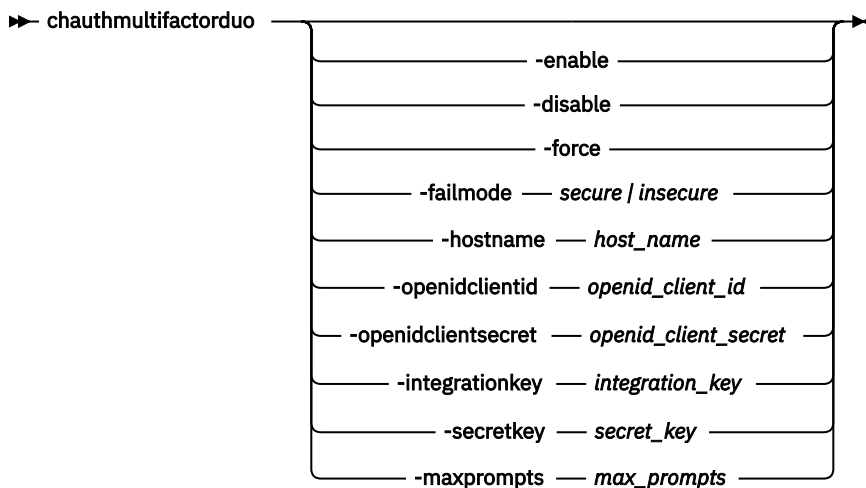 chauthmultifactorduo
-enable
-disable
-force
-failmode secure | insecure
-hostname host_name
-openidclientid openid_client_id
-openidclientsecret openid_client_secret
-integrationkey integration_key
-secretkey secret_key
-maxprompts max_prompts